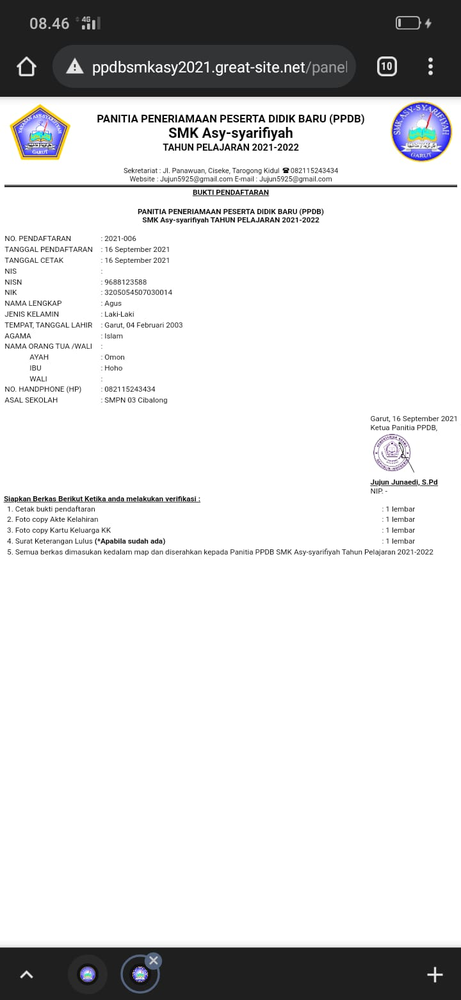 08.46 4G
ppdbsmkasy2021.great-site.net/panel
10
YAYASAN ASY-SYARIFIYAH
GARUT
SMK ASY-SYARIFIYAH
GARUT
PANITIA PENERIAMAAN PESERTA DIDIK BARU (PPDB)
SMK Asy-syarifiyah
TAHUN PELAJARAN 2021-2022
Sekretariat : Jl. Panawuan, Ciseke, Tarogong Kidul ☎082115243434
Website : Jujun5925@gmail.com E-mail : Jujun5925@gmail.com
BUKTI PENDAFTARAN
PANITIA PENERIAMAAN PESERTA DIDIK BARU (PPDB)
SMK Asy-syarifiyah TAHUN PELAJARAN 2021-2022
NO. PENDAFTARAN : 2021-006
TANGGAL PENDAFTARAN : 16 September 2021
TANGGAL CETAK : 16 September 2021
NIS :
NISN : 9688123588
NIK : 3205054507030014
NAMA LENGKAP : Agus
JENIS KELAMIN : Laki-Laki
TEMPAT, TANGGAL LAHIR : Garut, 04 Februari 2003
AGAMA : Islam
NAMA ORANG TUA /WALI :
AYAH : Omon
IBU : Hoho
WALI :
NO. HANDPHONE (HP) : 082115243434
ASAL SEKOLAH : SMPN 03 Cibalong
Garut, 16 September 2021
Ketua Panitia PPDB,
KEMENTERIAN AGAMA
REPUBLIK INDONESIA
Jujun Junaedi, S.Pd
NIP. -
Siapkan Berkas Berikut Ketika anda melakukan verifikasi :
1. Cetak bukti pendaftaran : 1 lembar
2. Foto copy Akte Kelahiran : 1 lembar
3. Foto copy Kartu Keluarga KK : 1 lembar
4. Surat Keterangan Lulus (*Apabila sudah ada) : 1 lembar
5. Semua berkas dimasukan kedalam map dan diserahkan kepada Panitia PPDB SMK Asy-syarifiyah Tahun Pelajaran 2021-2022